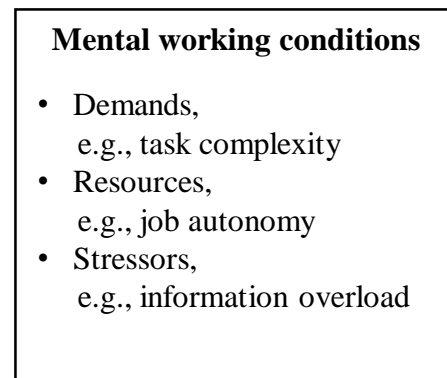 Mental working conditions
• Demands,
e.g., task complexity
• Resources,
e.g., job autonomy
• Stressors,
e.g., information overload